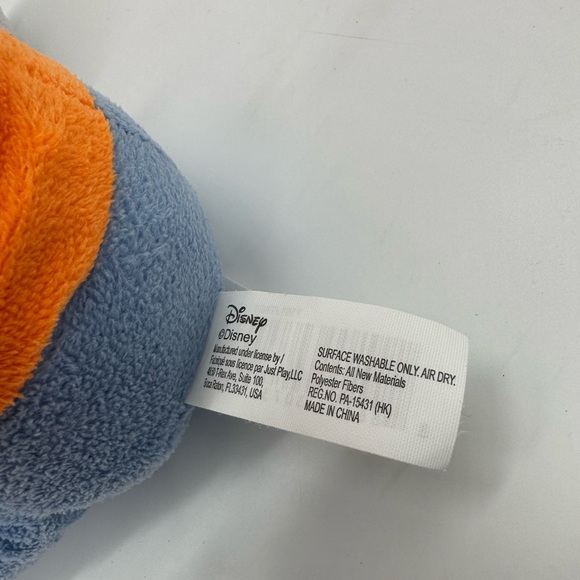 Disney
©Disney
Manufactured under license by /
Fabriqué sous licence par Just Play,LLC
T-Rex Ave, Suite 100,
Boca Raton, FL33431, USA
SURFACE WASHABLE ONLY. AIR DRY.
Contents: All New Materials
Polyester Fibers
REG.NO. PA-15431 (HK)
MADE IN CHINA